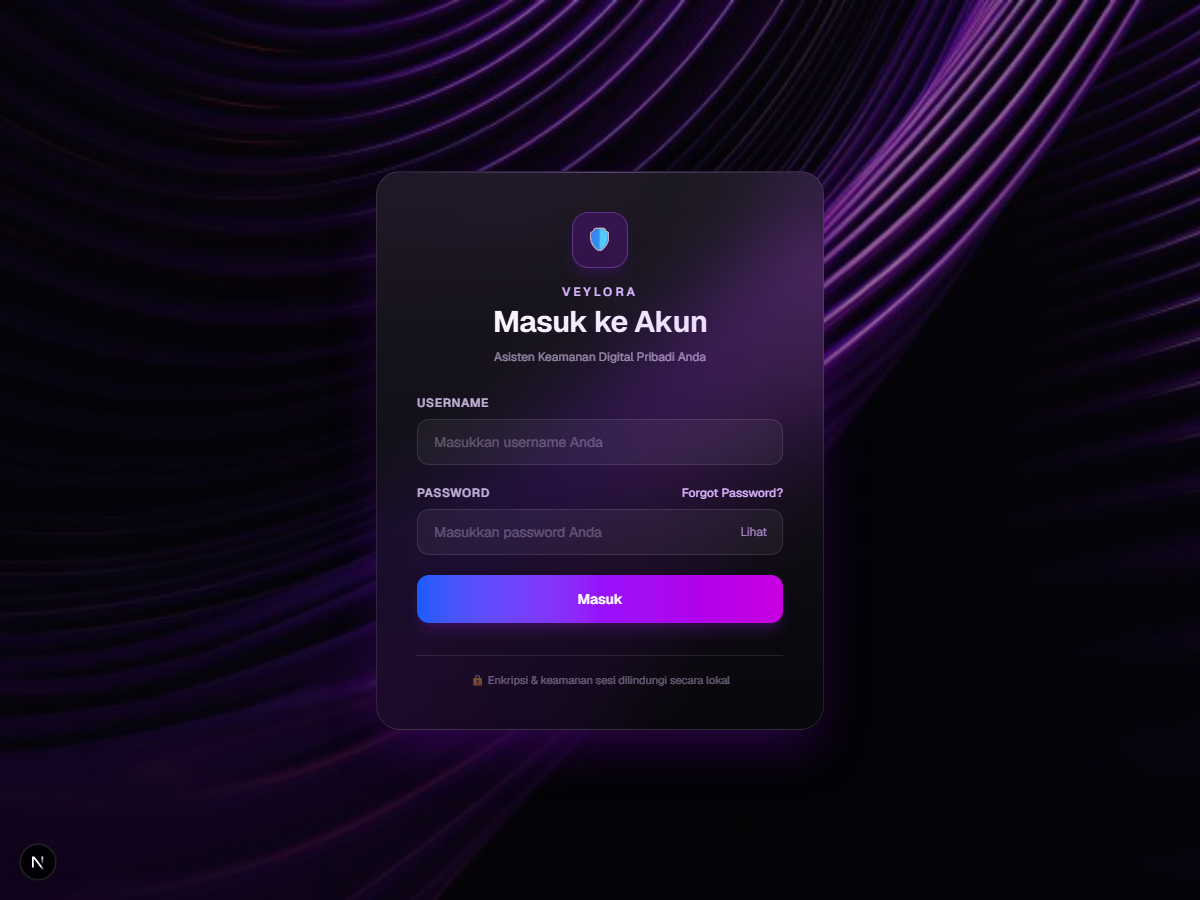 VEYLORA
Masuk ke Akun
Asisten Keamanan Digital Pribadi Anda
USERNAME
Masukkan username Anda
PASSWORD Forgot Password?
Masukkan password Anda Lihat
Masuk
🔒 Enkripsi & keamanan sesi dilindungi secara lokal
N